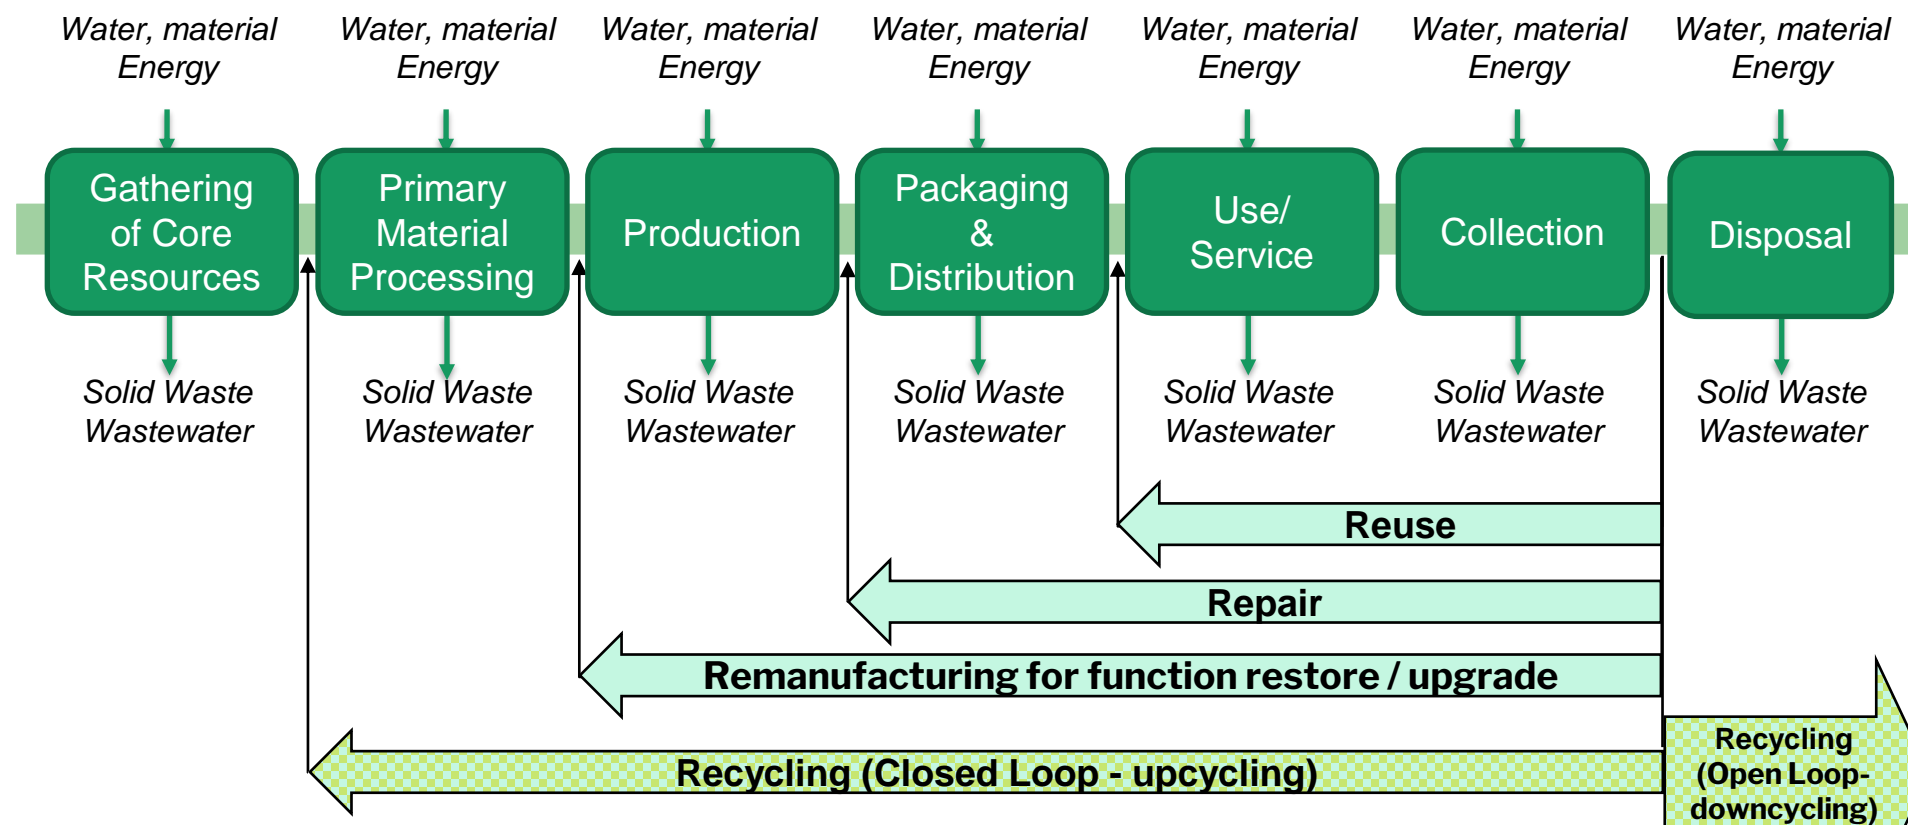 Water, material
Energy
Water, material
Energy
Water, material
Energy
Water, material
Energy
Water, material
Energy
Water, material
Energy
Water, material
Energy
Gathering
of Core
Resources
Primary
Material
Processing
Production
Packaging
&
Distribution
Use/
Service
Collection
Disposal
Solid Waste
Wastewater
Solid Waste
Wastewater
Solid Waste
Wastewater
Solid Waste
Wastewater
Solid Waste
Wastewater
Solid Waste
Wastewater
Solid Waste
Wastewater
Reuse
Repair
Remanufacturing for function restore / upgrade
Recycling (Closed Loop - upcycling)
Recycling
(Open Loop-
downcycling)